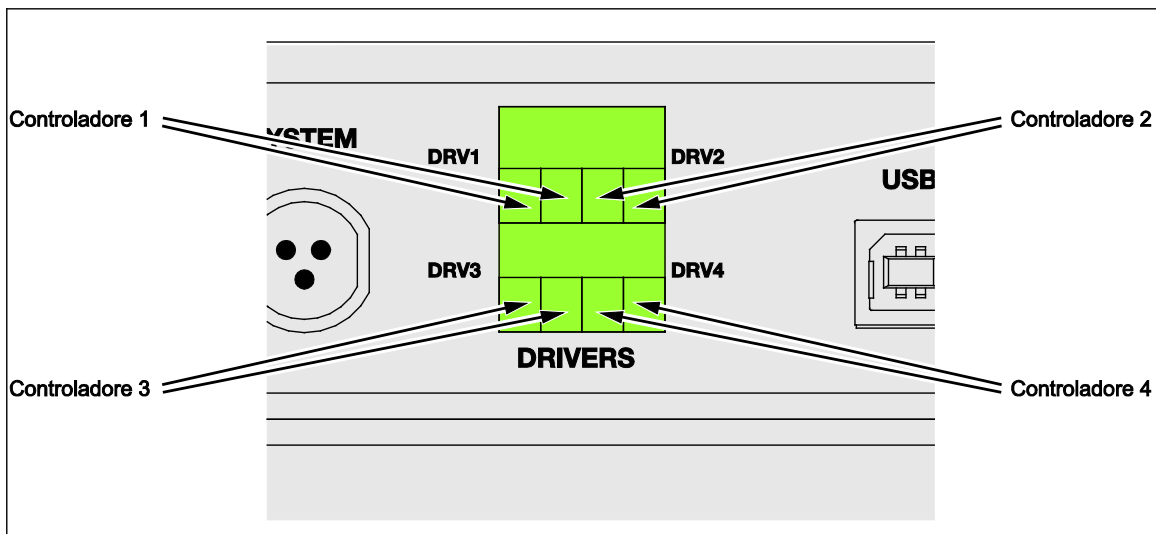 Controladore 1
Controladore 2
YSTEM
DRV1
DRV2
USB
DRV3
DRV4
DRIVERS
Controladore 3
Controladore 4